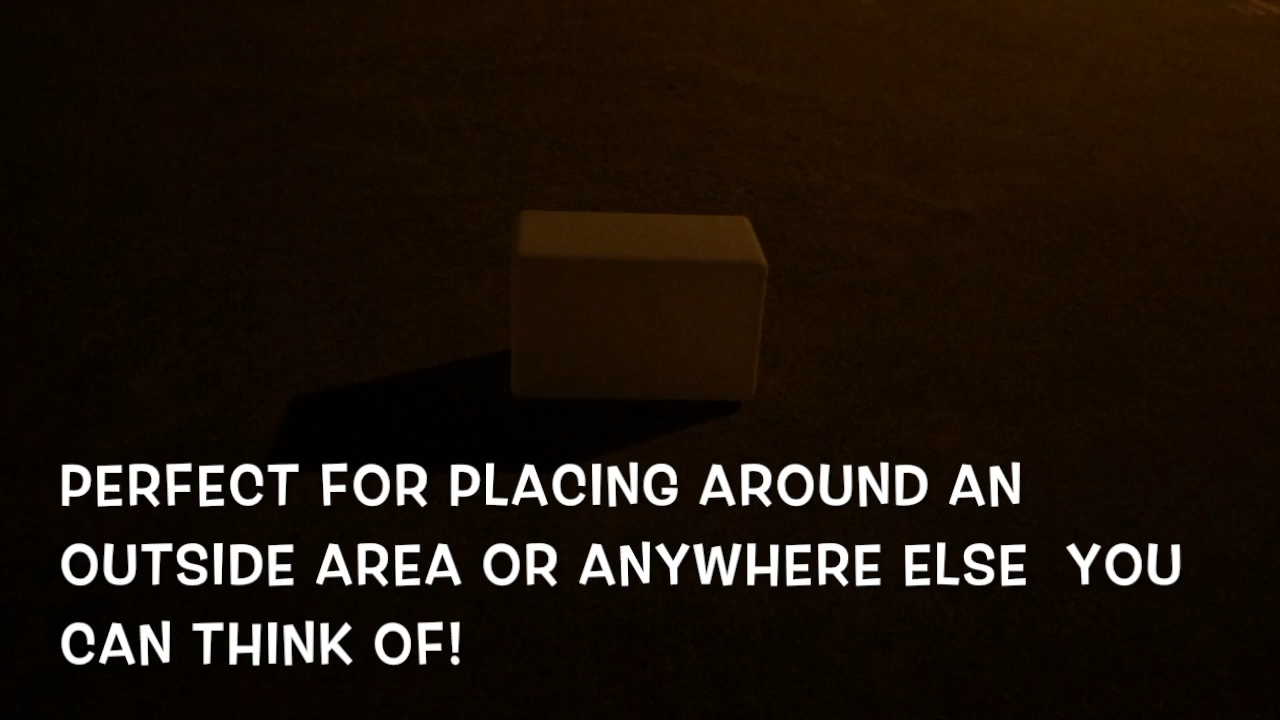 PERFECT FOR PLACING AROUND AN
OUTSIDE AREA OR ANYWHERE ELSE  YOU
CAN THINK OF!